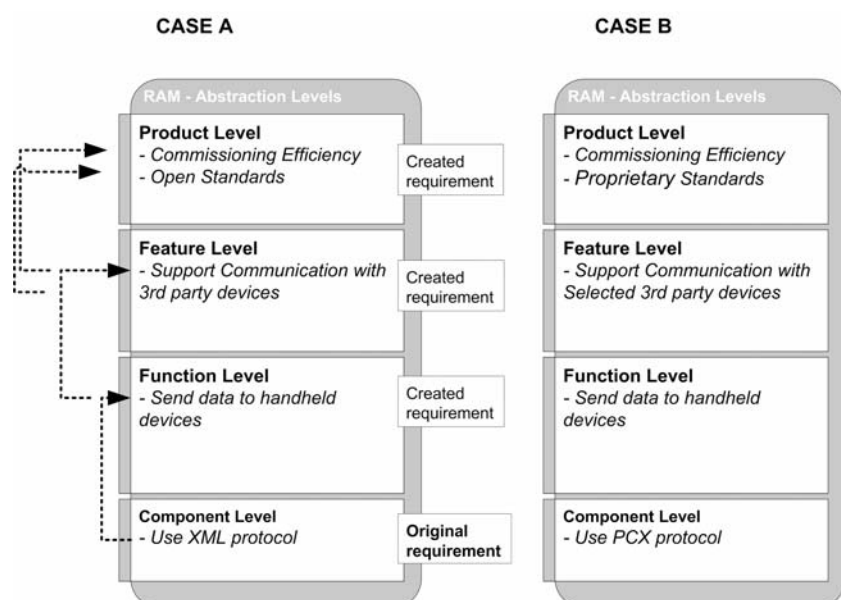 CASE A
RAM - Abstraction Levels
Product Level
- Commissioning Efficiency
- Open Standards
Created
requirement
Feature Level
- Support Communication with
3rd party devices
Created
requirement
Function Level
- Send data to handheld
devices
Created
requirement
Component Level
- Use XML protocol
Original
requirement
CASE B
RAM - Abstraction Levels
Product Level
- Commissioning Efficiency
- Proprietary Standards
Feature Level
- Support Communication with
Selected 3rd party devices
Function Level
- Send data to handheld
devices
Component Level
- Use PCX protocol